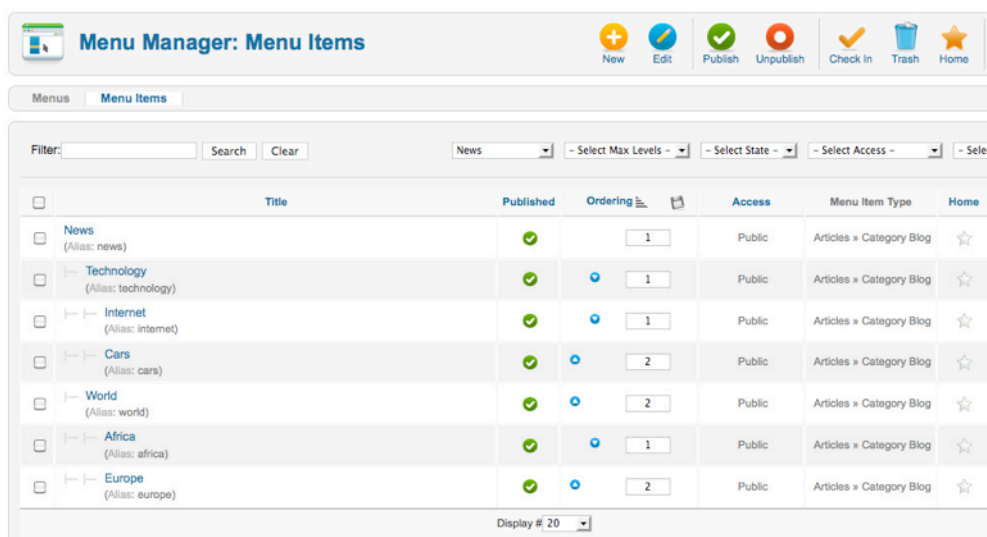 Menu Manager: Menu Items
New Edit Publish Unpublish Check In Trash Home
Menus Menu Items
Filter: Search Clear News - Select Max Levels - - Select State - - Select Access - - Sele
Title Published Ordering Access Menu Item Type Home
News
(Alias: news)
1 Public Articles » Category Blog
Technology
(Alias: technology)
1 Public Articles » Category Blog
Internet
(Alias: internet)
1 Public Articles » Category Blog
Cars
(Alias: cars)
2 Public Articles » Category Blog
World
(Alias: world)
2 Public Articles » Category Blog
Africa
(Alias: africa)
1 Public Articles » Category Blog
Europe
(Alias: europe)
2 Public Articles » Category Blog
Display # 20